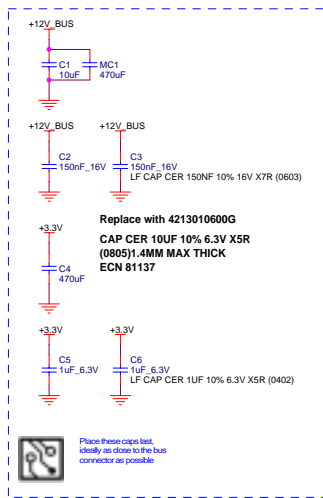 +12V_BUS
C1
10uF
MC1
470uF
+12V_BUS
+12V_BUS
C2
150nF_16V
C3
150nF_16V
LF CAP CER 150NF 10% 16V X7R (0603)
Replace with 4213010600G
+3.3V
CAP CER 10UF 10% 6.3V X5R
(0805)1.4MM MAX THICK
ECN 81137
C4
470uF
+3.3V
+3.3V
C5
1uF_6.3V
C6
1uF_6.3V
LF CAP CER 1UF 10% 6.3V X5R (0402)
Place these caps last,
ideally as close to the bus
connector as possible